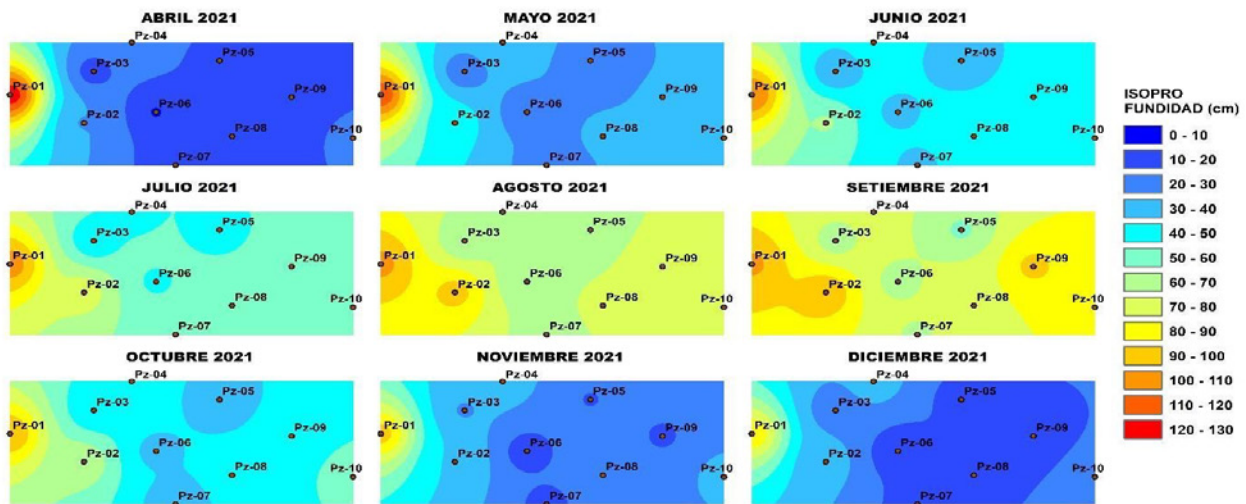 ABRIL 2021
Pz-04
Pz-05
Pz-03
Pz-01
Pz-09
Pz-06
Pz-02
Pz-08
Pz-10
Pz-07
MAYO 2021
Pz-04
Pz-05
Pz-03
Pz-01
Pz-09
Pz-06
Pz-02
Pz-08
Pz-10
Pz-07
JUNIO 2021
Pz-04
Pz-05
Pz-03
Pz-01
Pz-09
Pz-06
Pz-02
Pz-08
Pz-10
Pz-07
JULIO 2021
Pz-04
Pz-05
Pz-03
Pz-01
Pz-09
Pz-06
Pz-02
Pz-08
Pz-10
Pz-07
AGOSTO 2021
Pz-04
Pz-05
Pz-03
Pz-01
Pz-09
Pz-06
Pz-02
Pz-08
Pz-10
Pz-07
SETIEMBRE 2021
Pz-04
Pz-05
Pz-03
Pz-01
Pz-09
Pz-06
Pz-02
Pz-08
Pz-10
Pz-07
OCTUBRE 2021
Pz-04
Pz-05
Pz-03
Pz-01
Pz-09
Pz-06
Pz-02
Pz-08
Pz-10
Pz-07
NOVIEMBRE 2021
Pz-04
Pz-05
Pz-03
Pz-01
Pz-09
Pz-06
Pz-02
Pz-08
Pz-10
Pz-07
DICIEMBRE 2021
Pz-04
Pz-05
Pz-03
Pz-01
Pz-09
Pz-06
Pz-02
Pz-08
Pz-10
Pz-07
ISOPRO
FUNDIDAD (cm)
0 - 10
10 - 20
20 - 30
30 - 40
40 - 50
50 - 60
60 - 70
70 - 80
80 - 90
90 - 100
100 - 110
110 - 120
120 - 130